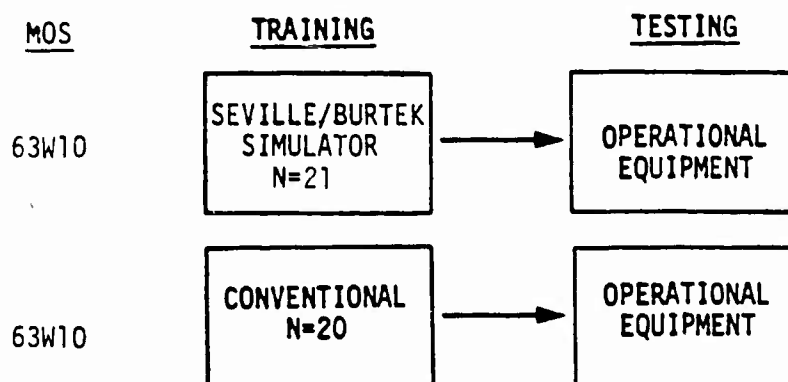 MOS TRAINING TESTING
63W10
SEVILLE/BURTEK
SIMULATOR
N=21
OPERATIONAL
EQUIPMENT
63W10
CONVENTIONAL
N=20
OPERATIONAL
EQUIPMENT